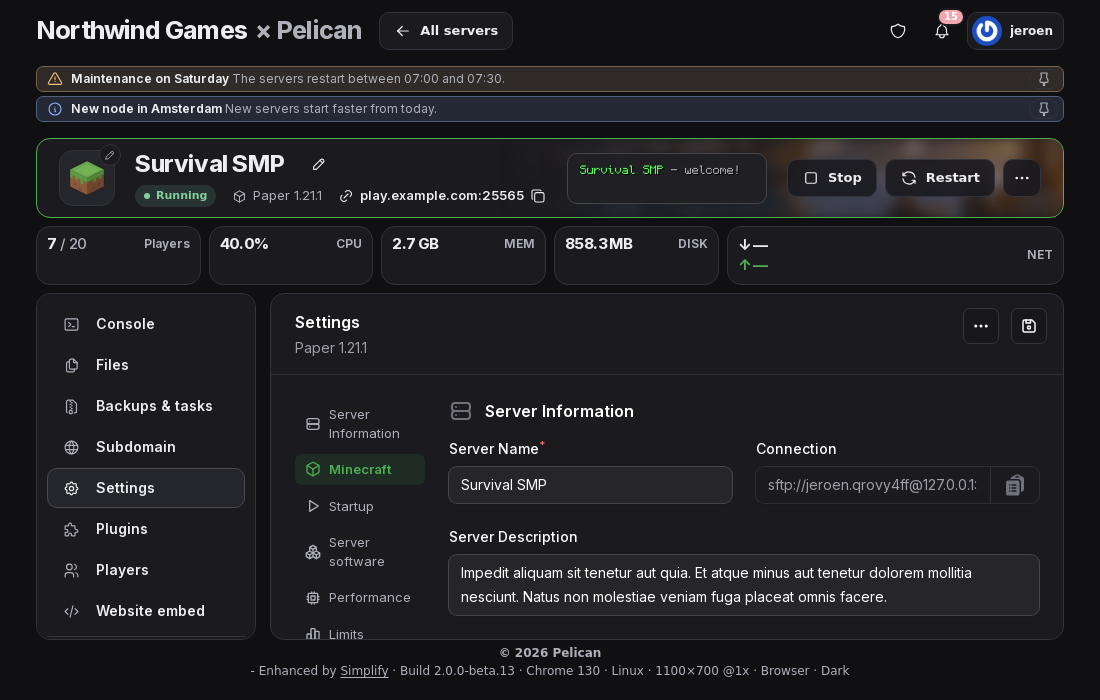 Northwind Games × Pelican
All servers
15
jeroen
Maintenance on Saturday The servers restart between 07:00 and 07:30.
New node in Amsterdam New servers start faster from today.
Survival SMP
Running
Paper 1.21.1
play.example.com:25565
Survival SMP — welcome!
Stop
Restart
7 / 20 Players
40.0% CPU
2.7 GB MEM
858.3 MB DISK
↓—
↑—
NET
Console
Files
Backups & tasks
Subdomain
Settings
Plugins
Players
Website embed
Settings
Paper 1.21.1
Server
Information
Minecraft
Startup
Server
software
Performance
Limits
Server Information
Server Name*
Survival SMP
Connection
sftp://jeroen.qrovy4ff@127.0.0.1:
Server Description
Impedit aliquam sit tenetur aut quia. Et atque minus aut tenetur dolorem mollitia
nesciunt. Natus non molestiae veniam fuga placeat omnis facere.
© 2026 Pelican
- Enhanced by Simplify · Build 2.0.0-beta.13 · Chrome 130 · Linux · 1100×700 @1x · Browser · Dark